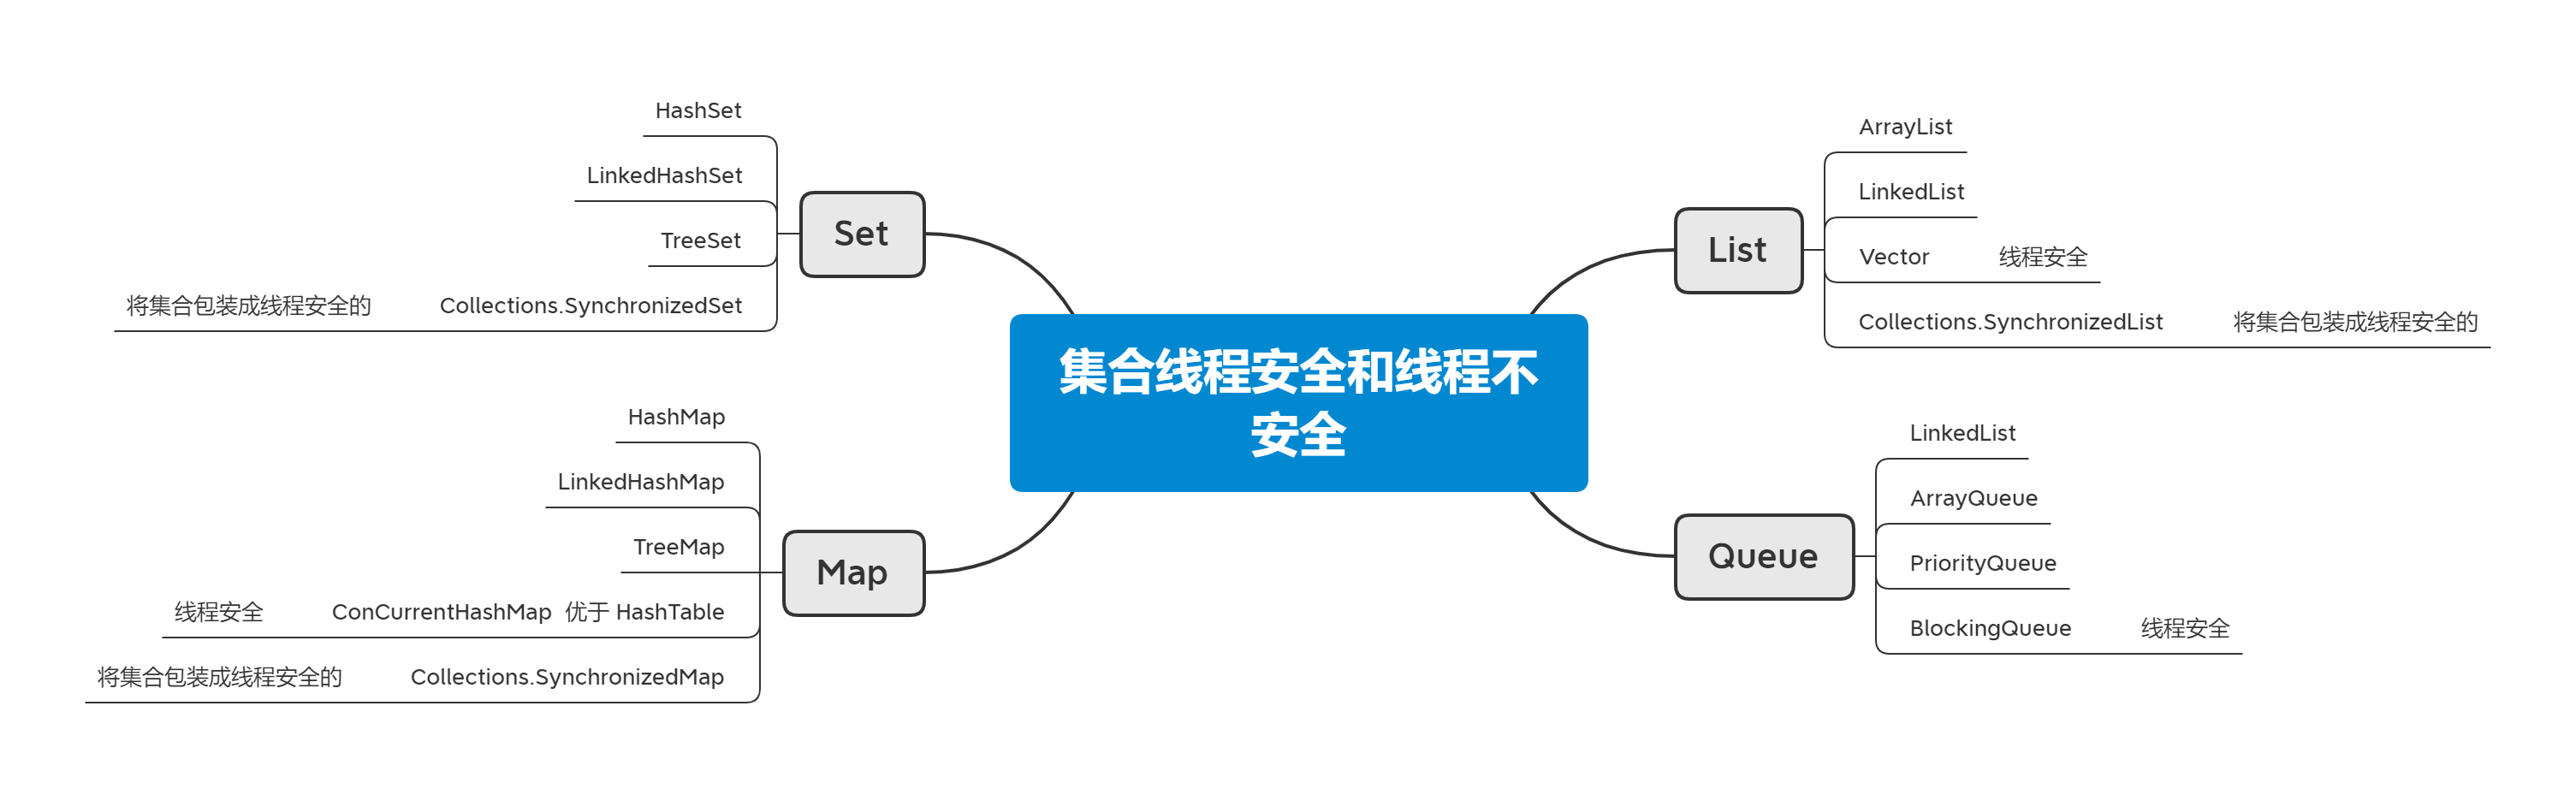 集合线程安全和线程不
安全
Set
HashSet
LinkedHashSet
TreeSet
将集合包装成线程安全的 Collections.SynchronizedSet
Map
HashMap
LinkedHashMap
TreeMap
线程安全 ConCurrentHashMap 优于 HashTable
将集合包装成线程安全的 Collections.SynchronizedMap
List
ArrayList
LinkedList
Vector 线程安全
Collections.SynchronizedList 将集合包装成线程安全的
Queue
LinkedList
ArrayQueue
PriorityQueue
BlockingQueue 线程安全